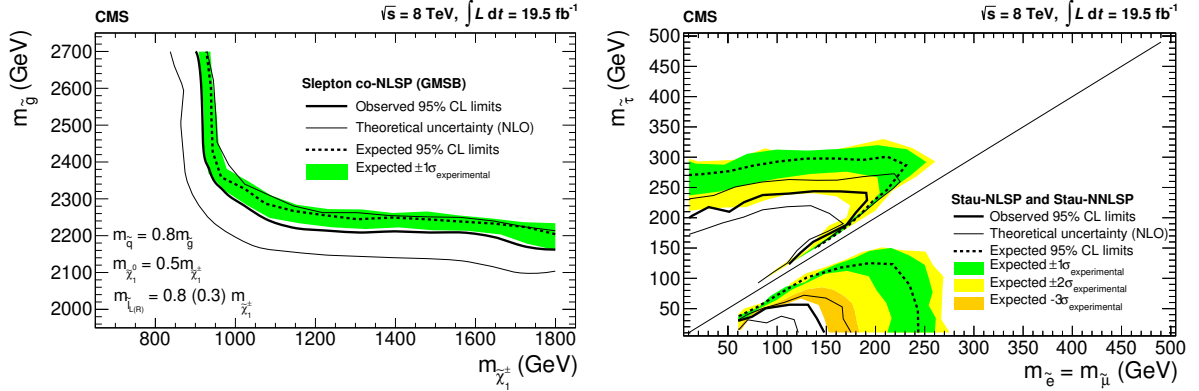 CMS
√s = 8 TeV, ∫L dt = 19.5 fb⁻¹
m_g̃ (GeV)
2700
2600
2500
2400
2300
2200
2100
2000
Slepton co-NLSP (GMSB)
Observed 95% CL limits
Theoretical uncertainty (NLO)
Expected 95% CL limits
Expected ±1σ_experimental
m_q̃ = 0.8m_g̃
m_χ̃₁⁰ = 0.5m_χ̃₁±
m_l̃_L(R) = 0.8 (0.3) m_χ̃₁±
800 1000 1200 1400 1600 1800
m_χ̃₁± (GeV)
CMS
√s = 8 TeV, ∫L dt = 19.5 fb⁻¹
m_τ̃ (GeV)
500
450
400
350
300
250
200
150
100
50
Stau-NLSP and Stau-NNLSP
Observed 95% CL limits
Theoretical uncertainty (NLO)
Expected 95% CL limits
Expected ±1σ_experimental
Expected ±2σ_experimental
Expected -3σ_experimental
50 100 150 200 250 300 350 400 450 500
m_ẽ = m_μ̃ (GeV)